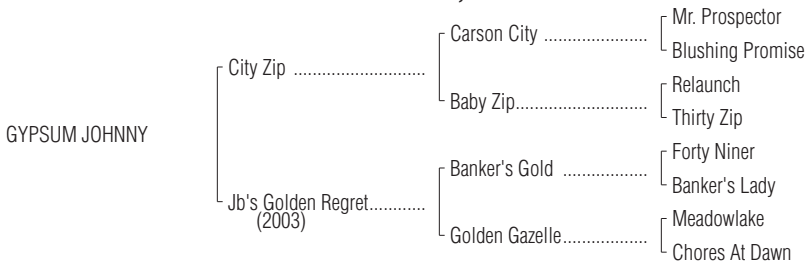 Mr. Prospector
Carson City ......................
Blushing Promise
City Zip ............................
Relaunch
Baby Zip............................
Thirty Zip
GYPSUM JOHNNY
Forty Niner
Banker's Gold ..................
Banker's Lady
Jb's Golden Regret............
(2003)
Meadowlake
Golden Gazelle..................
Chores At Dawn